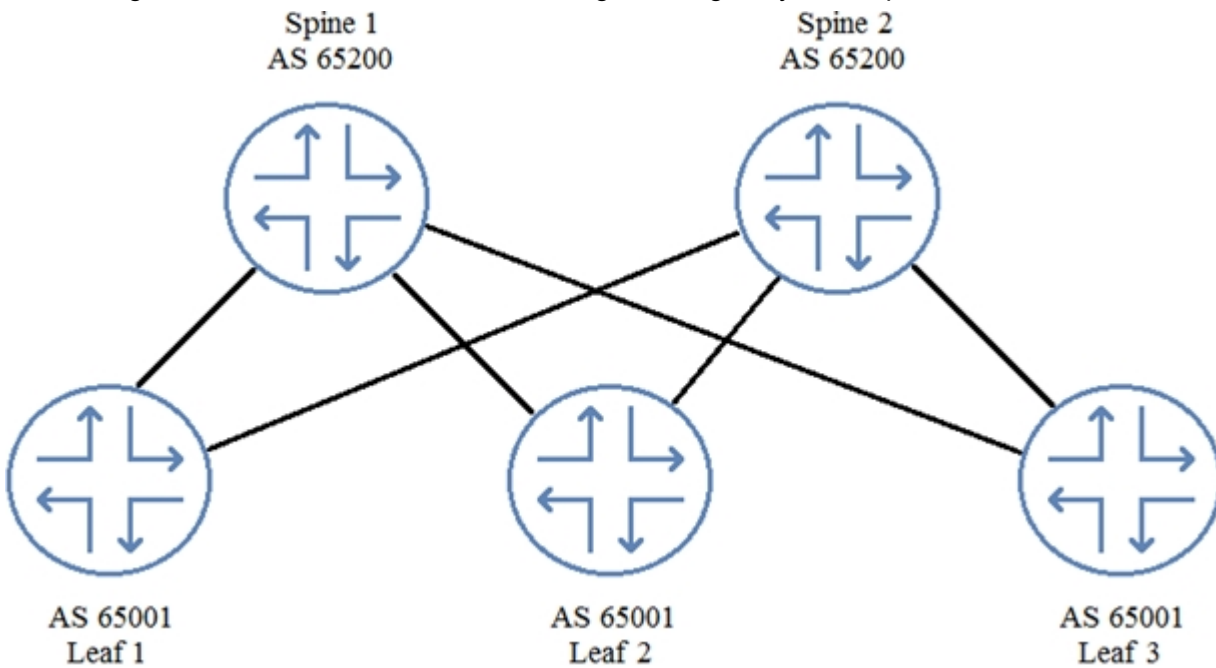 Spine 1
AS 65200
Spine 2
AS 65200
AS 65001
Leaf 1
AS 65001
Leaf 2
AS 65001
Leaf 3